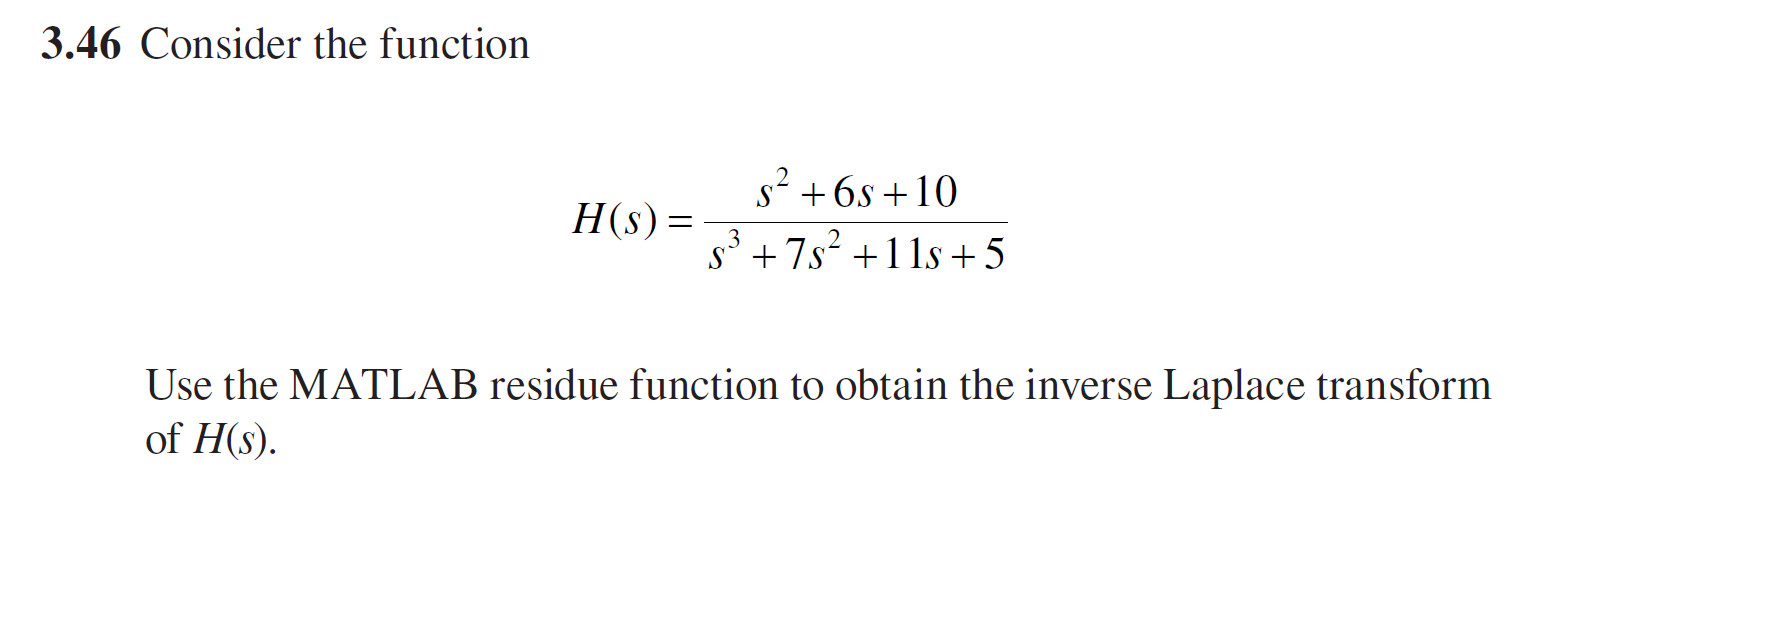 3.46 Consider the function
H(s) = \frac{s^2 + 6s + 10}{s^3 + 7s^2 + 11s + 5}
Use the MATLAB residue function to obtain the inverse Laplace transform
of H(s).